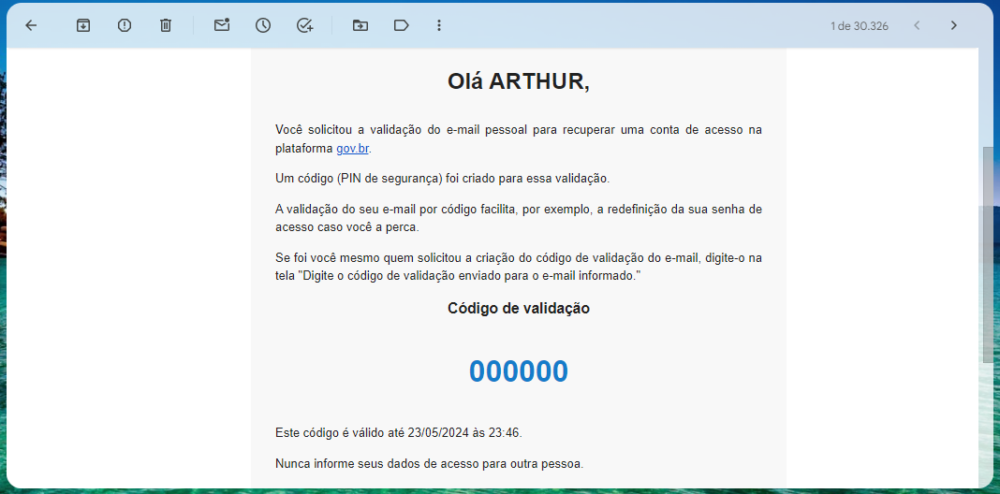 1 de 30.326
Olá ARTHUR,
Você solicitou a validação do e-mail pessoal para recuperar uma conta de acesso na
plataforma gov.br.
Um código (PIN de segurança) foi criado para essa validação.
A validação do seu e-mail por código facilita, por exemplo, a redefinição da sua senha de
acesso caso você a perca.
Se foi você mesmo quem solicitou a criação do código de validação do e-mail, digite-o na
tela "Digite o código de validação enviado para o e-mail informado."
Código de validação
000000
Este código é válido até 23/05/2024 às 23:46.
Nunca informe seus dados de acesso para outra pessoa.